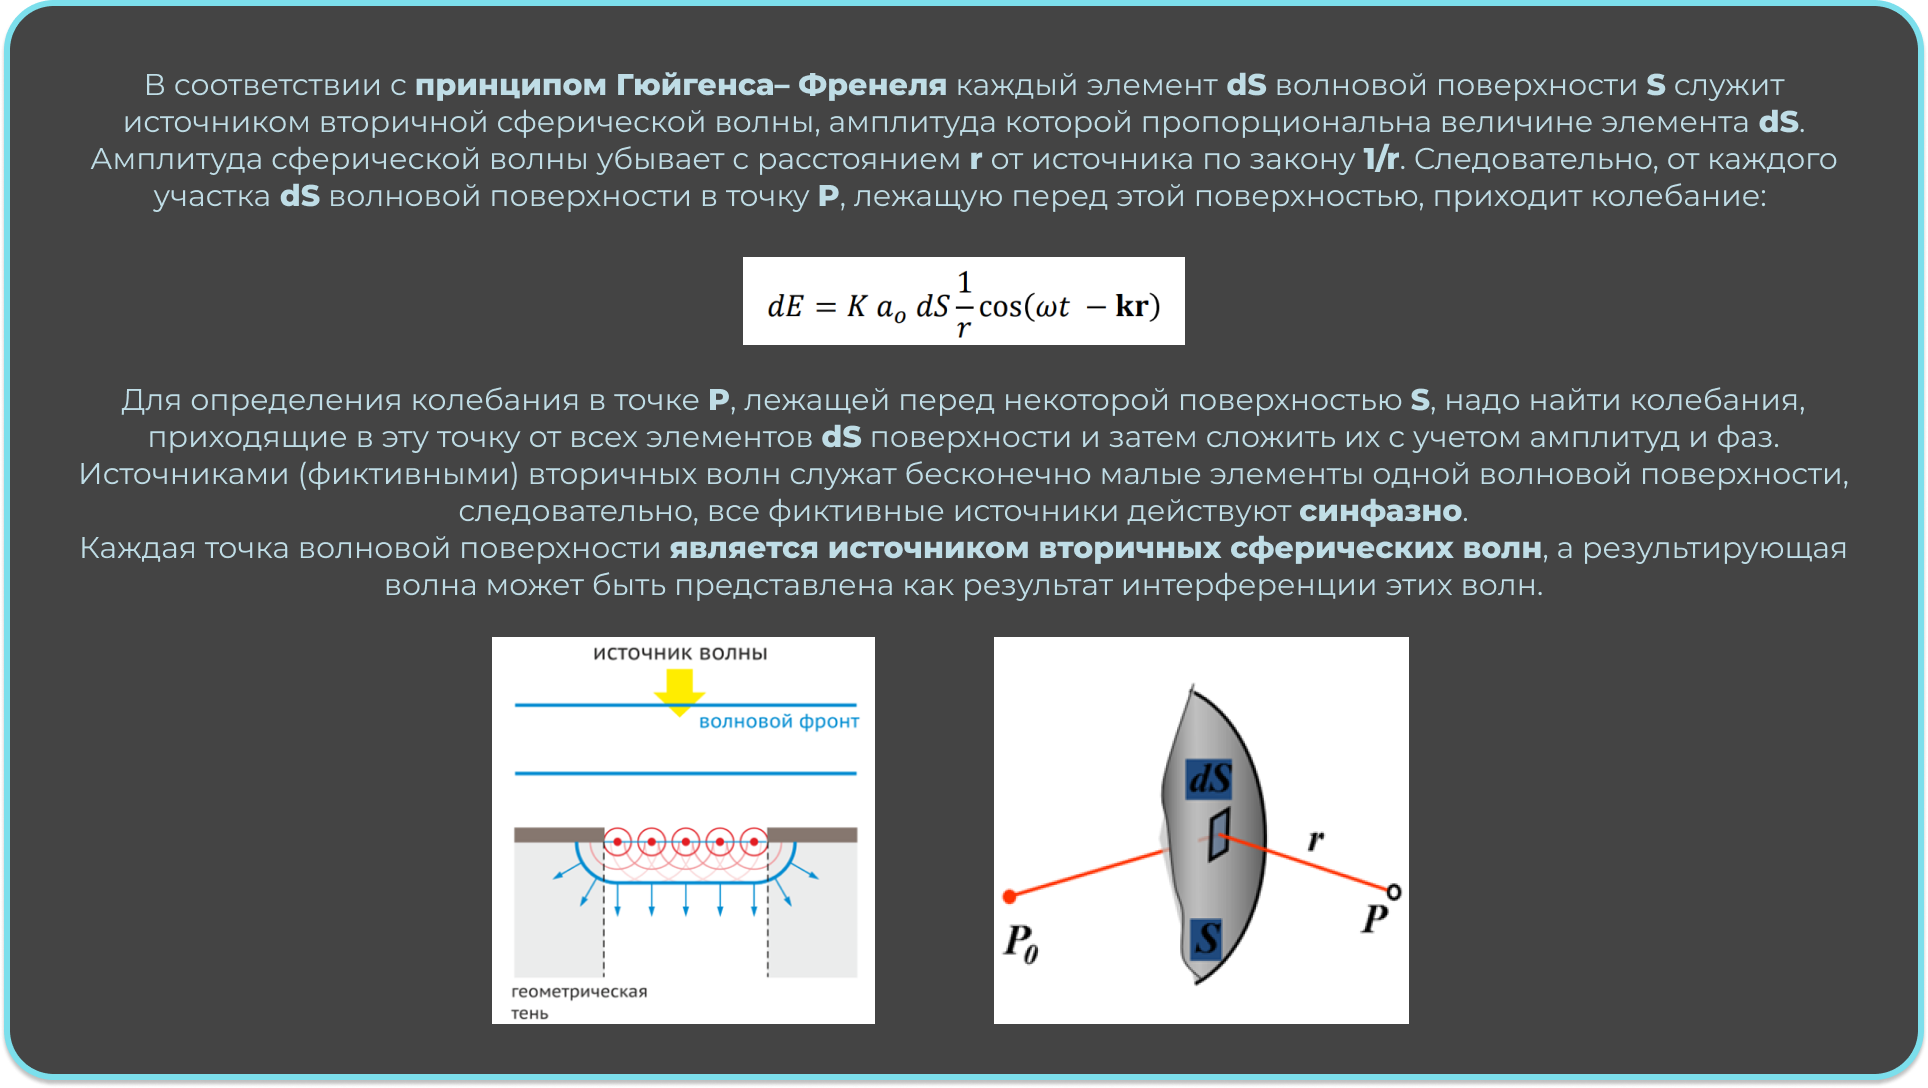 В соответствии с принципом Гюйгенса– Френеля каждый элемент dS волновой поверхности S служит
источником вторичной сферической волны, амплитуда которой пропорциональна величине элемента dS.
Амплитуда сферической волны убывает с расстоянием r от источника по закону 1/r. Следовательно, от каждого
участка dS волновой поверхности в точку P, лежащую перед этой поверхностью, приходит колебание:
dE = K a₀ dS 1/r cos(ωt − kr)
Для определения колебания в точке P, лежащей перед некоторой поверхностью S, надо найти колебания,
приходящие в эту точку от всех элементов dS поверхности и затем сложить их с учетом амплитуд и фаз.
Источниками (фиктивными) вторичных волн служат бесконечно малые элементы одной волновой поверхности,
следовательно, все фиктивные источники действуют синфазно.
Каждая точка волновой поверхности является источником вторичных сферических волн, а результирующая
волна может быть представлена как результат интерференции этих волн.
источник волны
волновой фронт
геометрическая
тень
dS
r
P
P₀
S